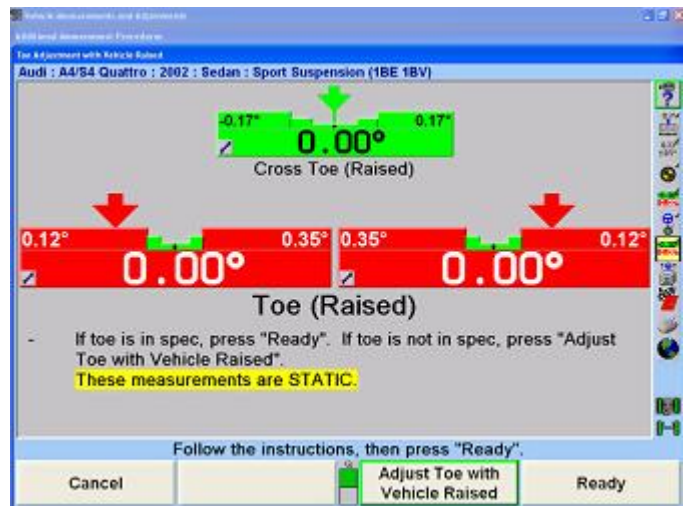 Vehicle Measurements and Adjustments
Additional Measurement Procedures
Toe Adjustment with Vehicle Raised
Audi : A4/S4 Quattro : 2002 : Sedan : Sport Suspension (1BE 1BV)
-0.17° 0.17°
0.00°
Cross Toe (Raised)
0.12° 0.35° 0.35° 0.12°
0.00° 0.00°
Toe (Raised)
- If toe is in spec, press "Ready". If toe is not in spec, press "Adjust
Toe with Vehicle Raised".
These measurements are STATIC.
Follow the instructions, then press "Ready".
Cancel
Adjust Toe with
Vehicle Raised
Ready